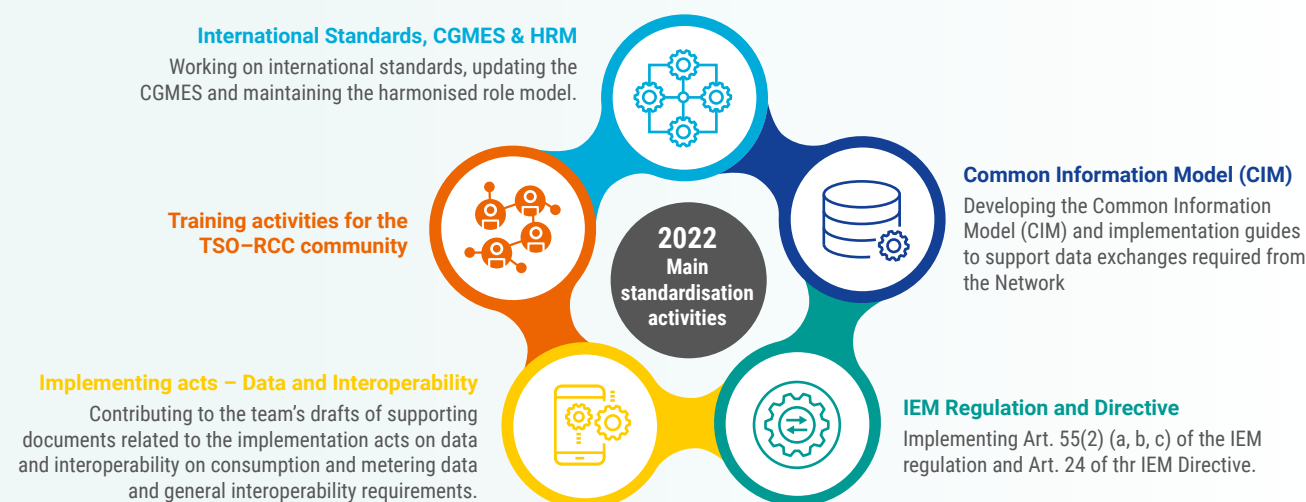 International Standards, CGMES & HRM
Working on international standards, updating the
CGMES and maintaining the harmonised role model.
Common Information Model (CIM)
Developing the Common Information
Model (CIM) and implementation guides
to support data exchanges required from
the Network
Training activities for the
TSO–RCC community
2022
Main
standardisation
activities
Implementing acts – Data and Interoperability
Contributing to the team’s drafts of supporting
documents related to the implementation acts on data
and interoperability on consumption and metering data
and general interoperability requirements.
IEM Regulation and Directive
Implementing Art. 55(2) (a, b, c) of the IEM
regulation and Art. 24 of thr IEM Directive.